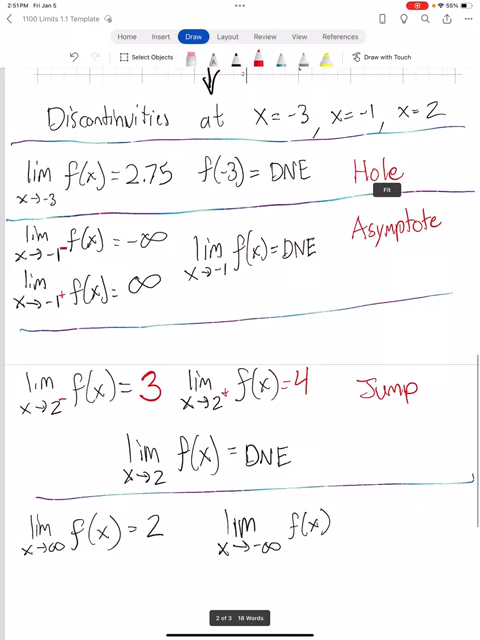 2:51 PM Fri Jan 5
55%
1100 Limits 1.1 Template
Home Insert Draw Layout Review View References
Select Objects Draw with Touch
-2
Discontinuities at x=-3, x=-1, x=2
lim x→-3 f(x)=2.75 f(-3)=DNE Hole
Fit
lim x→-1⁻ f(x)=-∞ lim x→-1 f(x)=DNE Asymptote
lim x→-1⁺ f(x)=∞
lim x→2⁻ f(x)=3 lim x→2⁺ f(x)=4 Jump
lim x→2 f(x)=DNE
lim x→∞ f(x)=2 lim x→-∞ f(x)
2 of 3 18 Words